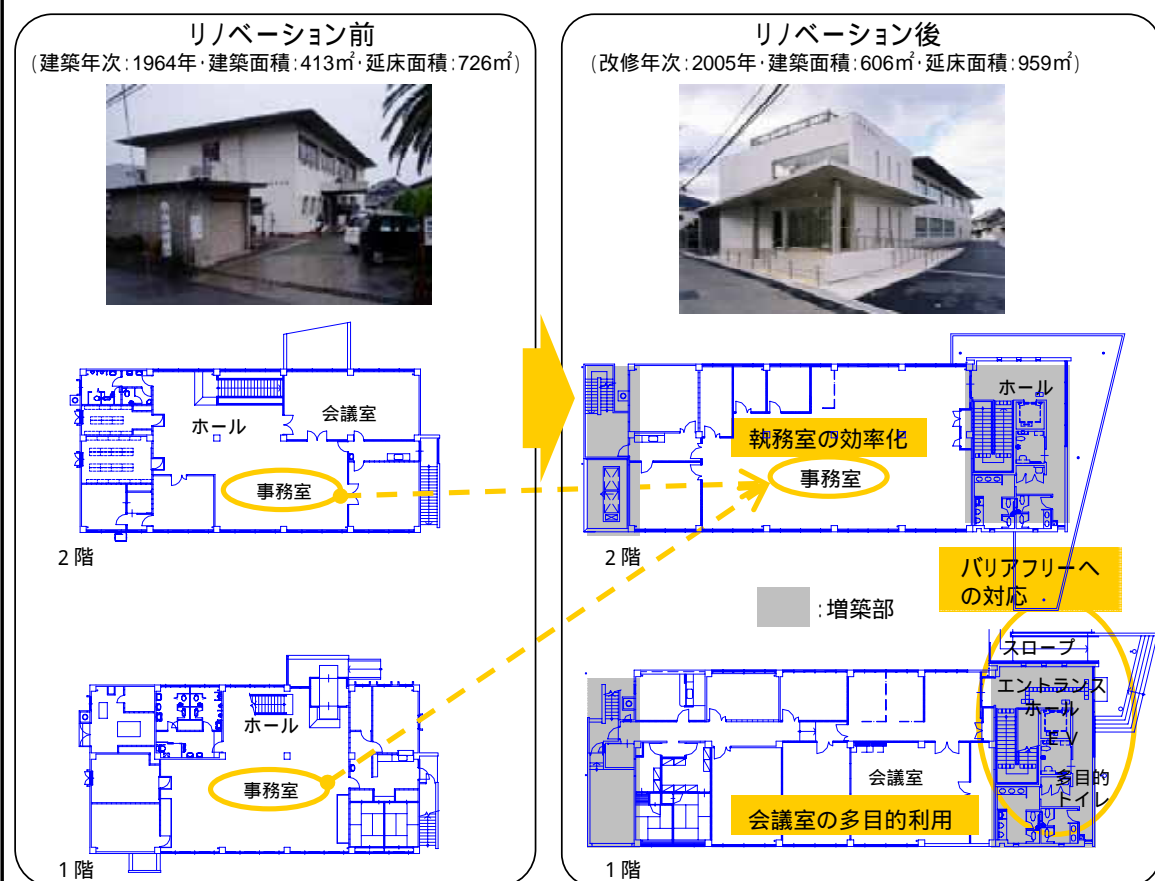 リノベーション前
(建築年次:1964年・建築面積:413㎡・延床面積:726㎡)
ホール
会議室
事務室
2階
ホール
事務室
1階
リノベーション後
(改修年次:2005年・建築面積:606㎡・延床面積:959㎡)
ホール
執務室の効率化
事務室
2階
バリアフリーへ
の対応
:増築部
スロープ
エントランス
ホール
EV
会議室
多目的
トイレ
会議室の多目的利用
1階